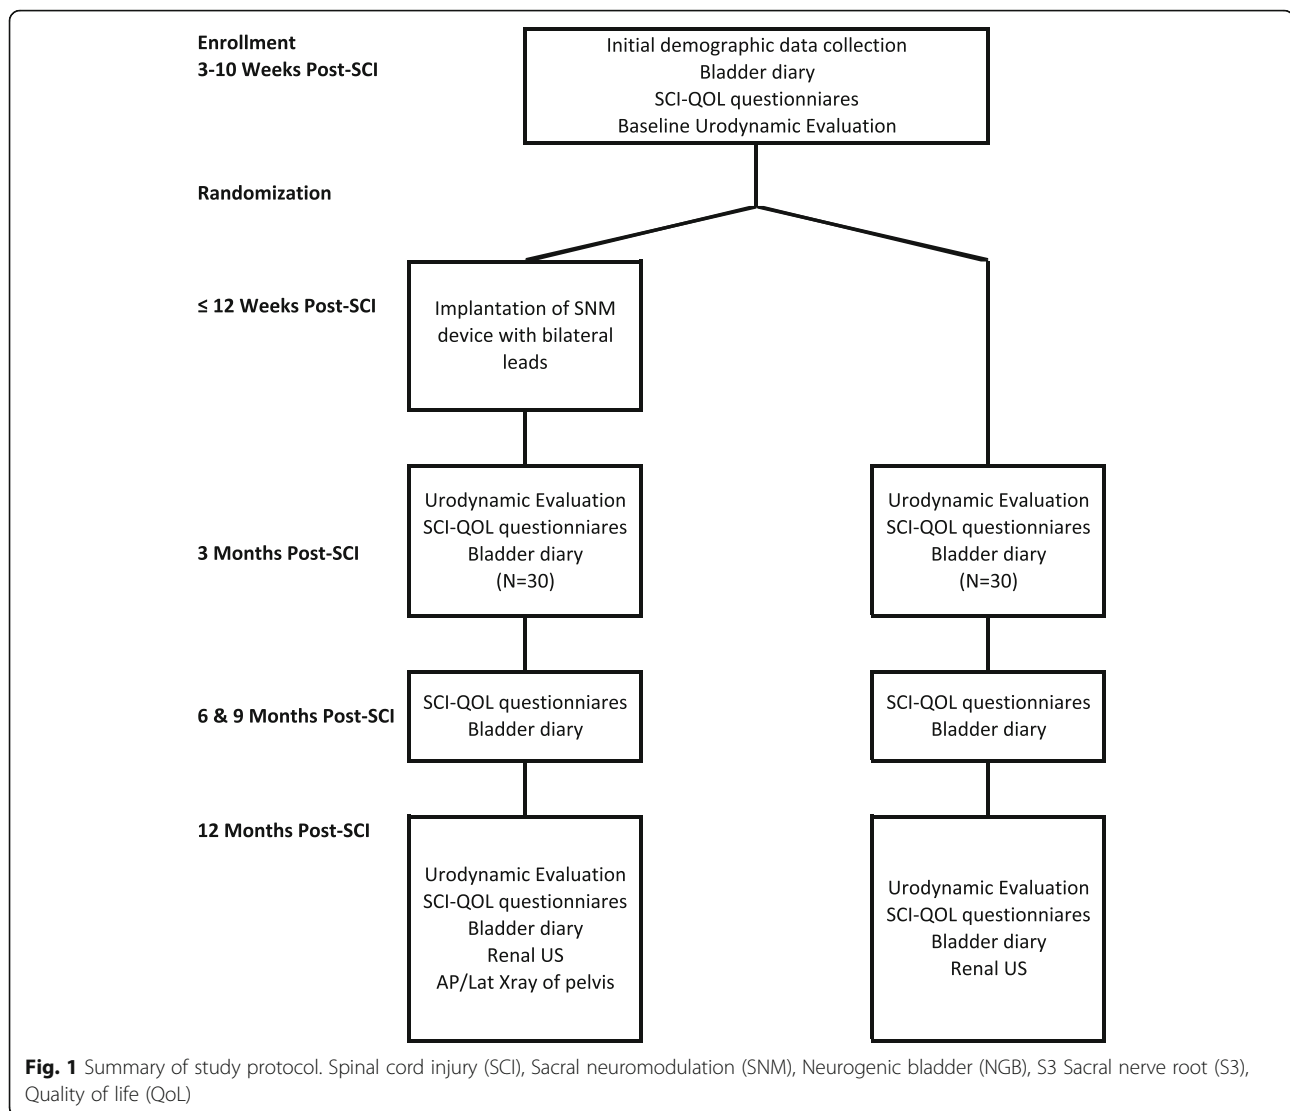 Enrollment
3-10 Weeks Post-SCI
Initial demographic data collection
Bladder diary
SCI-QOL questionniares
Baseline Urodynamic Evaluation
Randomization
≤ 12 Weeks Post-SCI
Implantation of SNM
device with bilateral
leads
3 Months Post-SCI
Urodynamic Evaluation
SCI-QOL questionniares
Bladder diary
(N=30)
Urodynamic Evaluation
SCI-QOL questionniares
Bladder diary
(N=30)
6 & 9 Months Post-SCI
SCI-QOL questionniares
Bladder diary
SCI-QOL questionniares
Bladder diary
12 Months Post-SCI
Urodynamic Evaluation
SCI-QOL questionniares
Bladder diary
Renal US
AP/Lat Xray of pelvis
Urodynamic Evaluation
SCI-QOL questionniares
Bladder diary
Renal US
Fig. 1 Summary of study protocol. Spinal cord injury (SCI), Sacral neuromodulation (SNM), Neurogenic bladder (NGB), S3 Sacral nerve root (S3),
Quality of life (QoL)